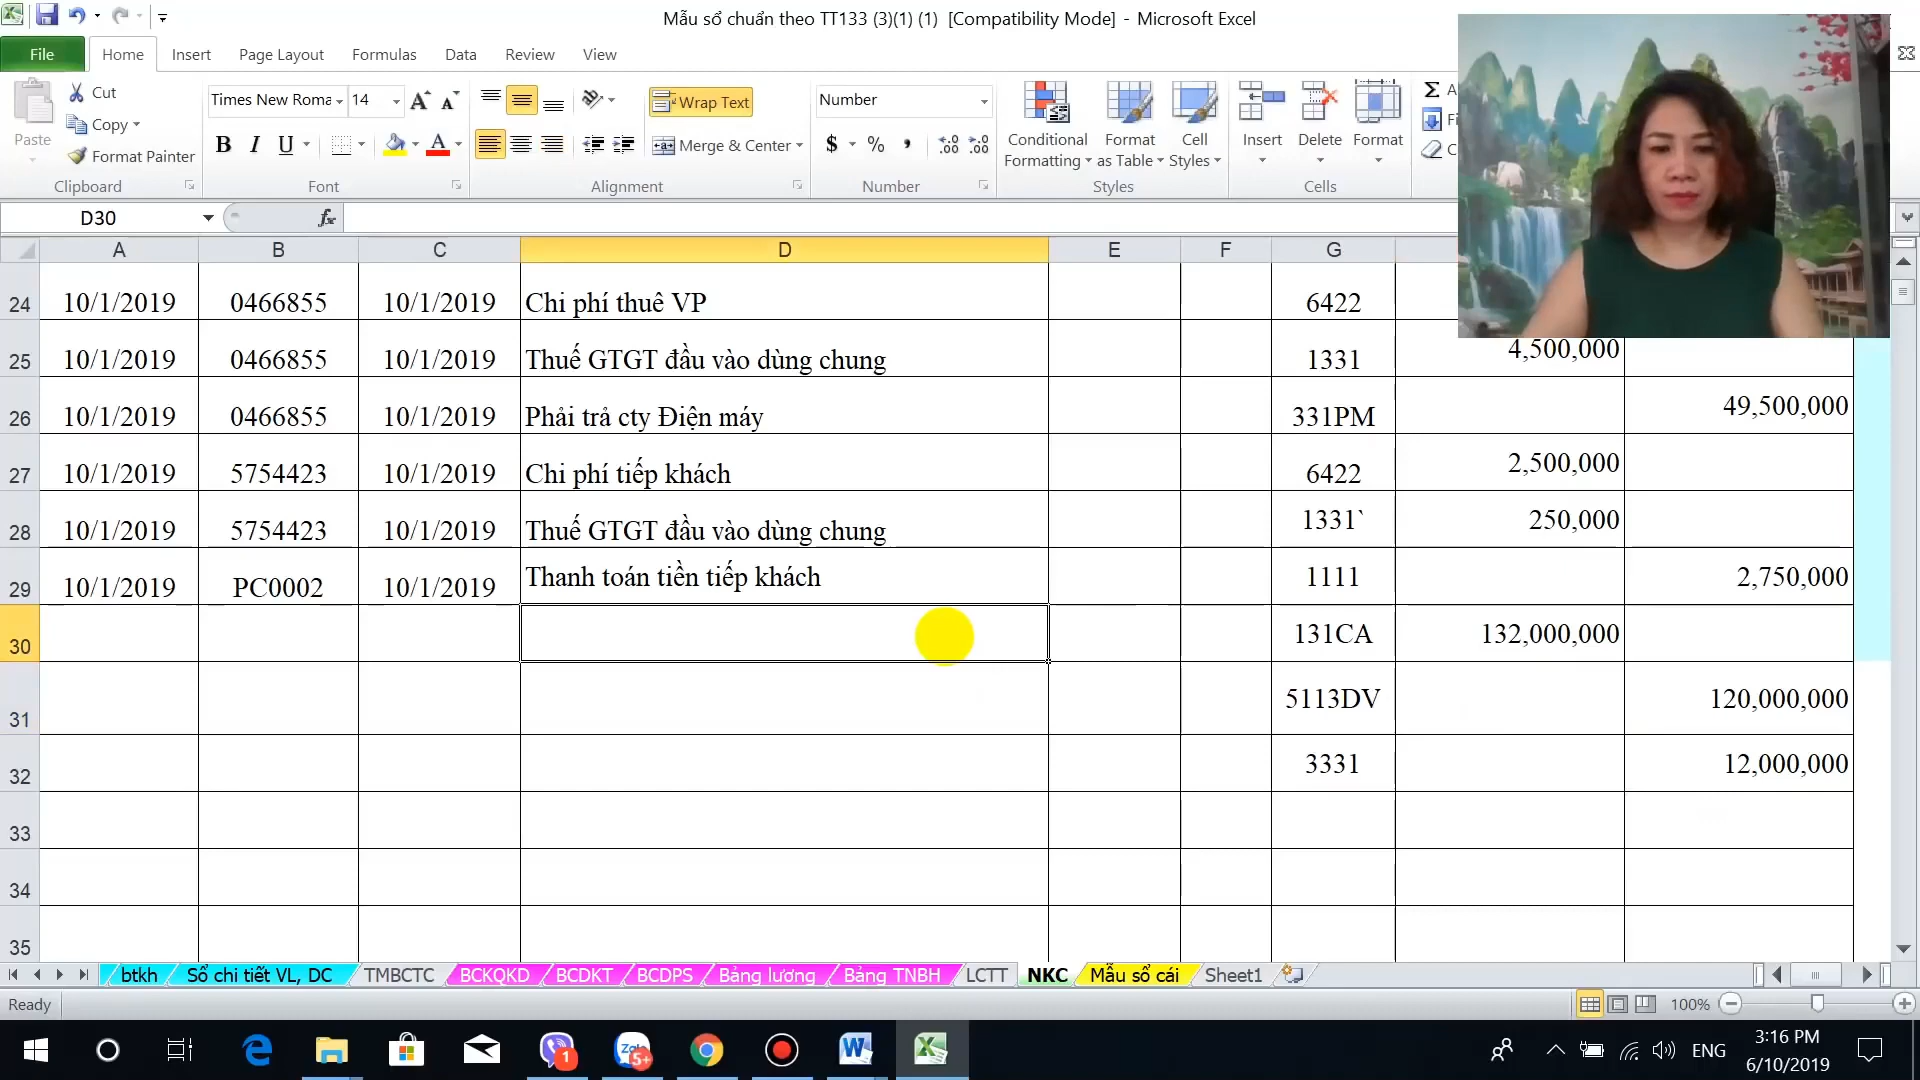 Mẫu sổ chuẩn theo TT133 (3)(1) (1) [Compatibility Mode] - Microsoft Excel
File Home Insert Page Layout Formulas Data Review View
Paste
Cut
Copy
Format Painter
Clipboard
Times New Roma 14
B I U
Font
Wrap Text
Merge & Center
Alignment
Number
$ %
Number
Conditional Formatting
Format as Table
Cell Styles
Styles
Insert
Delete
Format
Cells
D30
fx
A B C D E F G
24 10/1/2019 0466855 10/1/2019 Chi phí thuê VP 6422
25 10/1/2019 0466855 10/1/2019 Thuế GTGT đầu vào dùng chung 1331 4,500,000
26 10/1/2019 0466855 10/1/2019 Phải trả cty Điện máy 331PM 49,500,000
27 10/1/2019 5754423 10/1/2019 Chi phí tiếp khách 6422 2,500,000
28 10/1/2019 5754423 10/1/2019 Thuế GTGT đầu vào dùng chung 1331` 250,000
29 10/1/2019 PC0002 10/1/2019 Thanh toán tiền tiếp khách 1111 2,750,000
30 131CA 132,000,000
31 5113DV 120,000,000
32 3331 12,000,000
33
34
35
btkh Sổ chi tiết VL, DC TMBCTC BCKQKD BCDKT BCDPS Bảng lương Bảng TNBH LCTT NKC Mẫu sổ cái Sheet1
Ready 100%
1 Zalo 5+ ENG 3:16 PM
6/10/2019